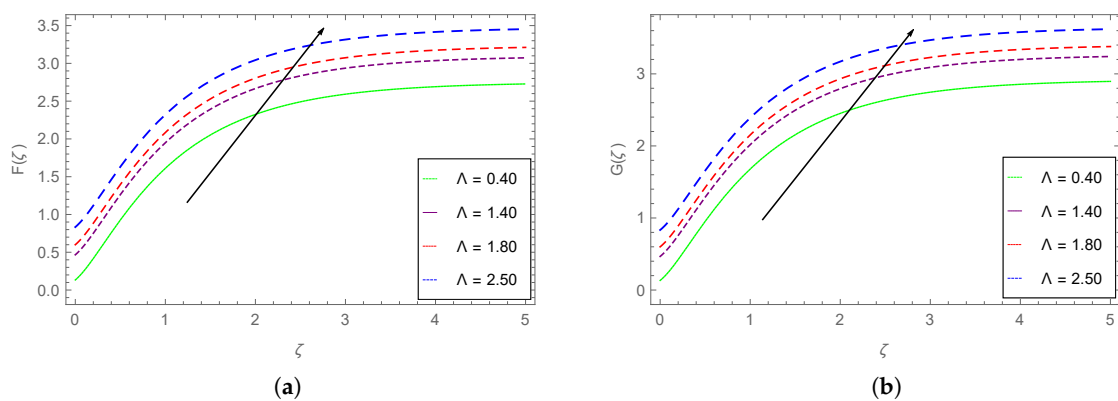 3.5
3.0
2.5
2.0
1.5
1.0
0.5
0.0
F(ζ)
0 1 2 3 4 5
ζ
Λ = 0.40
Λ = 1.40
Λ = 1.80
Λ = 2.50
(a)
3
2
1
0
G(ζ)
0 1 2 3 4 5
ζ
Λ = 0.40
Λ = 1.40
Λ = 1.80
Λ = 2.50
(b)